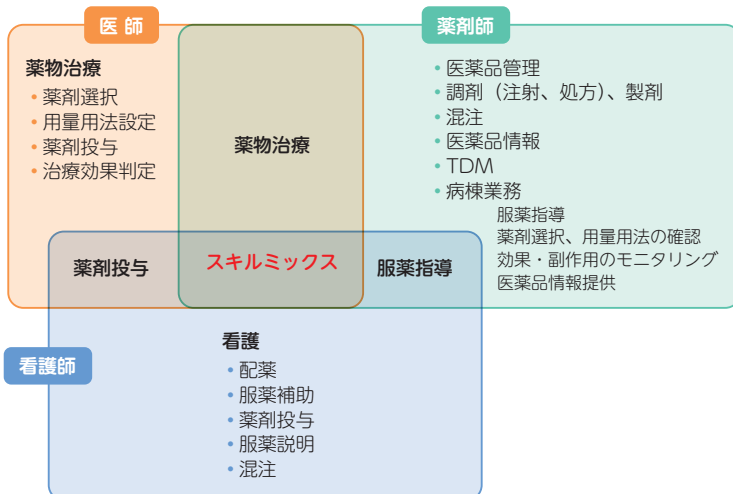 医 師
薬物治療
・薬剤選択
・用量用法設定
・薬剤投与
・治療効果判定
薬物治療
薬剤師
・医薬品管理
・調剤（注射、処方）、製剤
・混注
・医薬品情報
・TDM
・病棟業務
服薬指導
薬剤選択、用量用法の確認
効果・副作用のモニタリング
医薬品情報提供
薬剤投与
スキルミックス
服薬指導
看護師
看護
・配薬
・服薬補助
・薬剤投与
・服薬説明
・混注